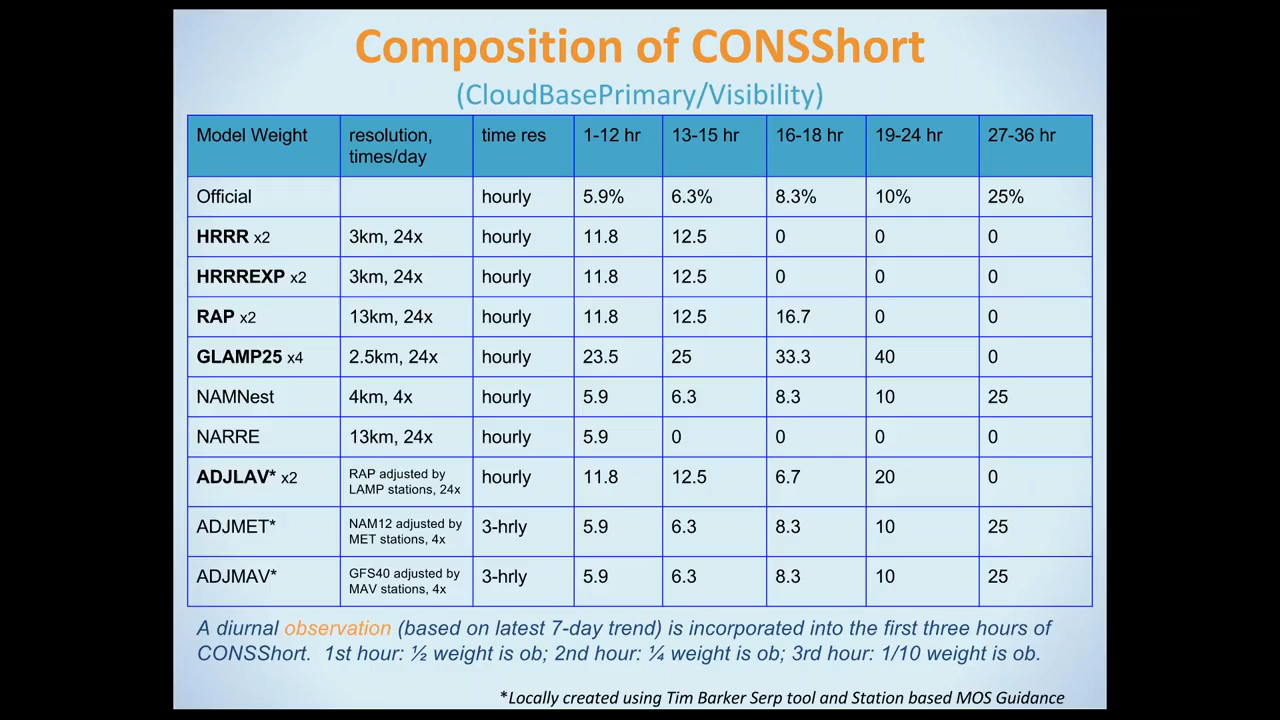 Composition of CONSShort
(CloudBasePrimary/Visibility)
Model Weight resolution, times/day time res 1-12 hr 13-15 hr 16-18 hr 19-24 hr 27-36 hr
Official hourly 5.9% 6.3% 8.3% 10% 25%
HRRR x2 3km, 24x hourly 11.8 12.5 0 0 0
HRRREXP x2 3km, 24x hourly 11.8 12.5 0 0 0
RAP x2 13km, 24x hourly 11.8 12.5 16.7 0 0
GLAMP25 x4 2.5km, 24x hourly 23.5 25 33.3 40 0
NAMNest 4km, 4x hourly 5.9 6.3 8.3 10 25
NARRE 13km, 24x hourly 5.9 0 0 0 0
ADJLAV* x2 RAP adjusted by LAMP stations, 24x hourly 11.8 12.5 6.7 20 0
ADJMET* NAM12 adjusted by MET stations, 4x 3-hrly 5.9 6.3 8.3 10 25
ADJMAV* GFS40 adjusted by MAV stations, 4x 3-hrly 5.9 6.3 8.3 10 25
A diurnal observation (based on latest 7-day trend) is incorporated into the first three hours of
CONSShort. 1st hour: ½ weight is ob; 2nd hour: ¼ weight is ob; 3rd hour: 1/10 weight is ob.
*Locally created using Tim Barker Serp tool and Station based MOS Guidance